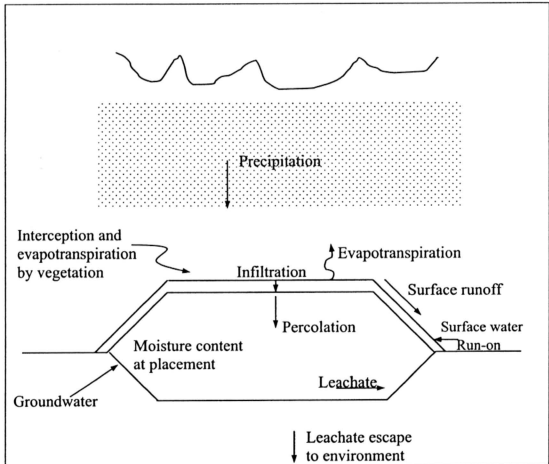 Precipitation
Interception and
evapotranspiration
by vegetation
Evapotranspiration
Infiltration
Surface runoff
Percolation
Surface water
Run-on
Moisture content
at placement
Leachate
Groundwater
Leachate escape
to environment